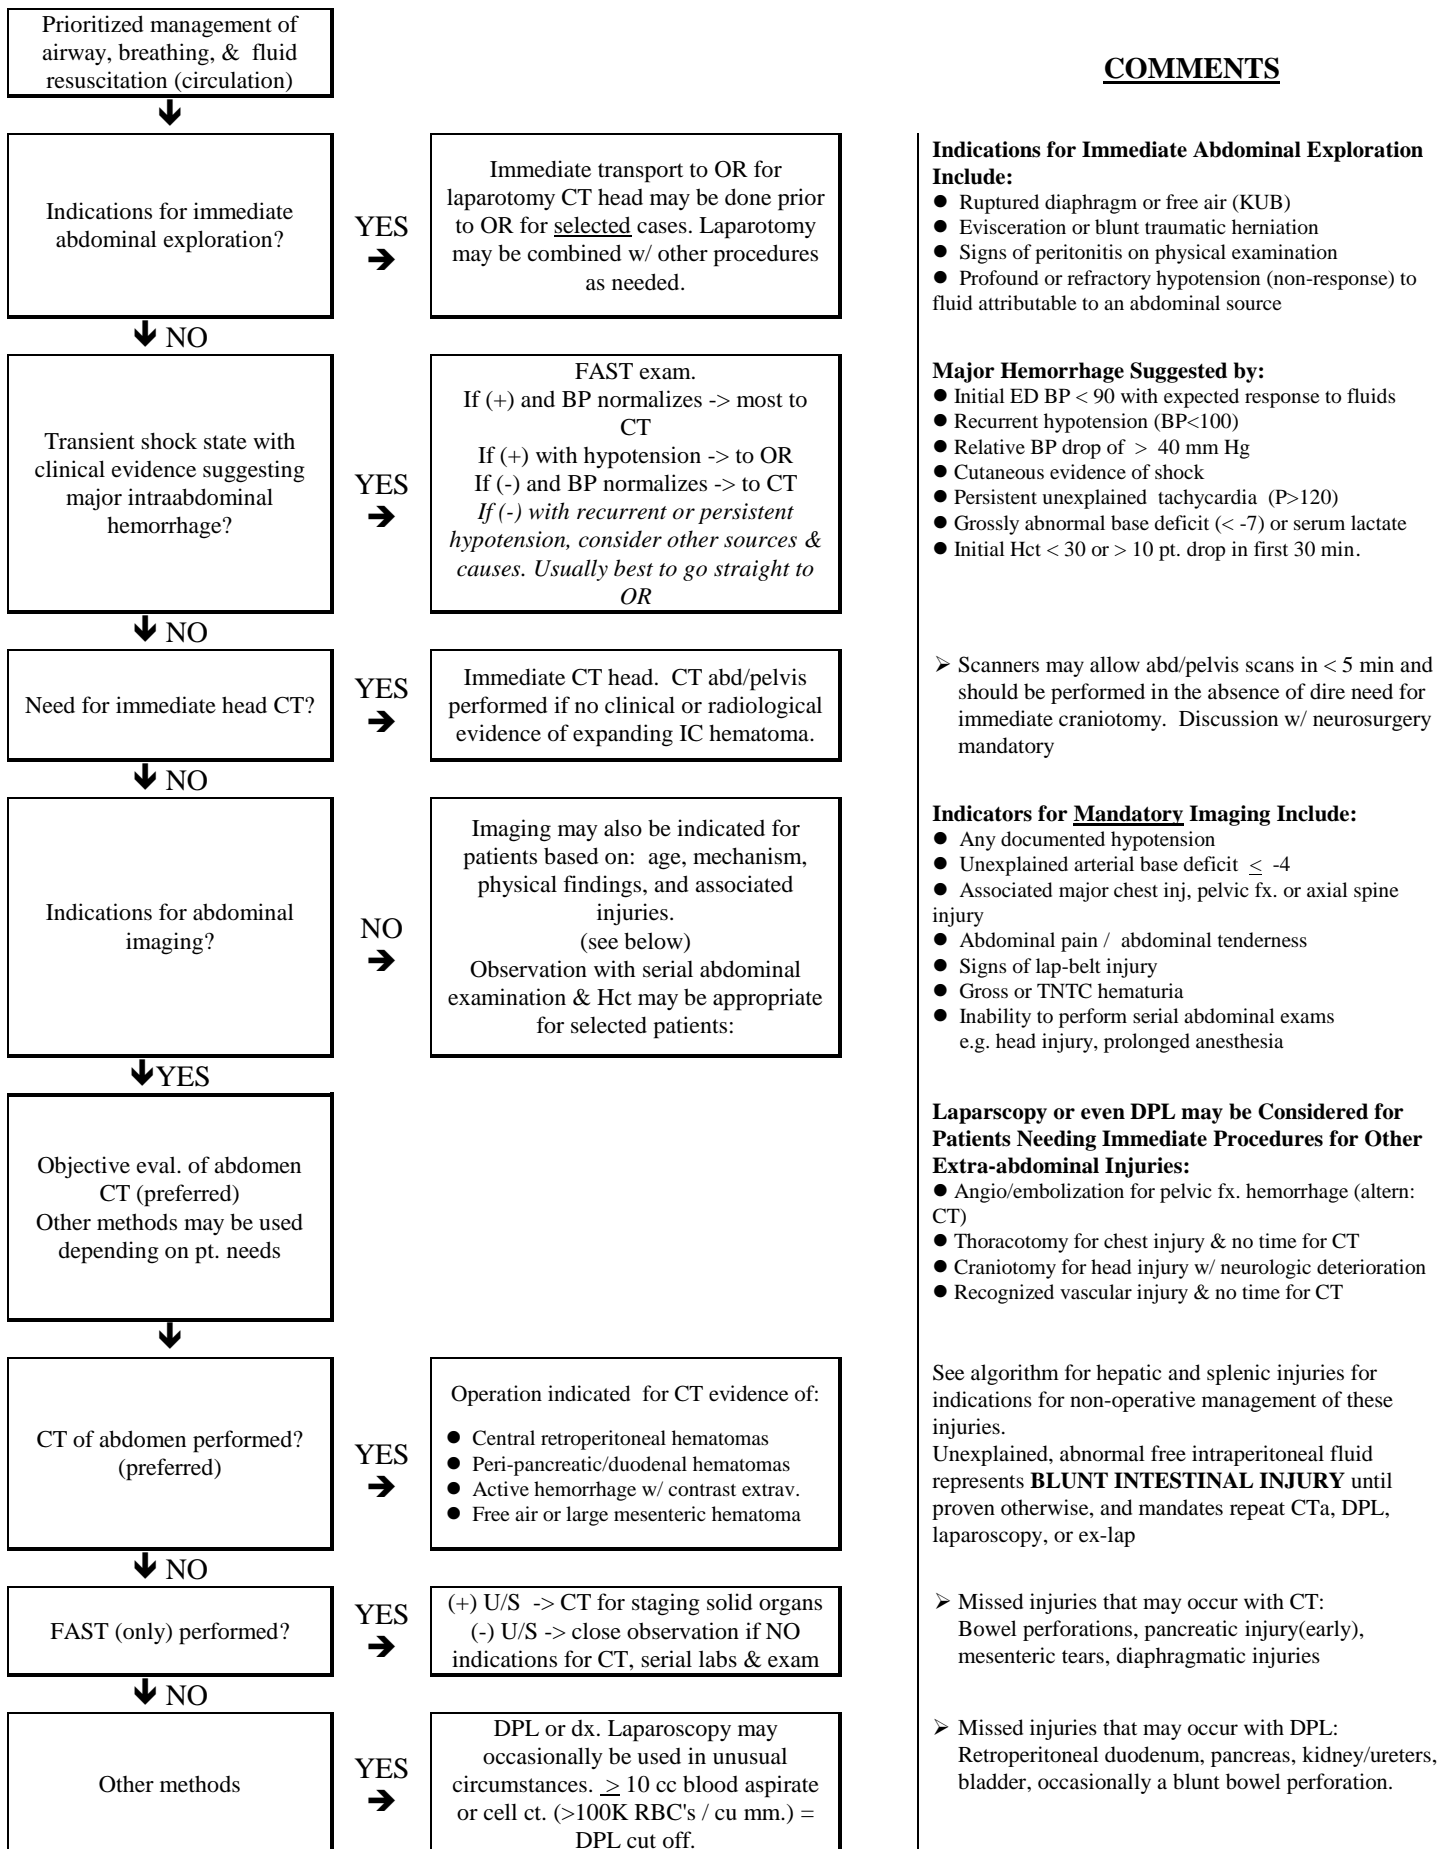 Prioritized management of
airway, breathing, & fluid
resuscitation (circulation)
COMMENTS
Indications for immediate
abdominal exploration?
YES
Immediate transport to OR for
laparotomy CT head may be done prior
to OR for selected cases. Laparotomy
may be combined w/ other procedures
as needed.
Indications for Immediate Abdominal Exploration
Include:
● Ruptured diaphragm or free air (KUB)
● Evisceration or blunt traumatic herniation
● Signs of peritonitis on physical examination
● Profound or refractory hypotension (non-response) to
fluid attributable to an abdominal source
NO
Transient shock state with
clinical evidence suggesting
major intraabdominal
hemorrhage?
YES
FAST exam.
If (+) and BP normalizes -> most to
CT
If (+) with hypotension -> to OR
If (-) and BP normalizes -> to CT
If (-) with recurrent or persistent
hypotension, consider other sources &
causes. Usually best to go straight to
OR
Major Hemorrhage Suggested by:
● Initial ED BP < 90 with expected response to fluids
● Recurrent hypotension (BP<100)
● Relative BP drop of > 40 mm Hg
● Cutaneous evidence of shock
● Persistent unexplained tachycardia (P>120)
● Grossly abnormal base deficit (< -7) or serum lactate
● Initial Hct < 30 or > 10 pt. drop in first 30 min.
NO
Need for immediate head CT?
YES
Immediate CT head. CT abd/pelvis
performed if no clinical or radiological
evidence of expanding IC hematoma.
➢ Scanners may allow abd/pelvis scans in < 5 min and
should be performed in the absence of dire need for
immediate craniotomy. Discussion w/ neurosurgery
mandatory
NO
Indications for abdominal
imaging?
NO
Imaging may also be indicated for
patients based on: age, mechanism,
physical findings, and associated
injuries.
(see below)
Observation with serial abdominal
examination & Hct may be appropriate
for selected patients:
Indicators for Mandatory Imaging Include:
● Any documented hypotension
● Unexplained arterial base deficit ≤ -4
● Associated major chest inj, pelvic fx. or axial spine
injury
● Abdominal pain / abdominal tenderness
● Signs of lap-belt injury
● Gross or TNTC hematuria
● Inability to perform serial abdominal exams
e.g. head injury, prolonged anesthesia
YES
Objective eval. of abdomen
CT (preferred)
Other methods may be used
depending on pt. needs
Laparscopy or even DPL may be Considered for
Patients Needing Immediate Procedures for Other
Extra-abdominal Injuries:
● Angio/embolization for pelvic fx. hemorrhage (altern:
CT)
● Thoracotomy for chest injury & no time for CT
● Craniotomy for head injury w/ neurologic deterioration
● Recognized vascular injury & no time for CT
CT of abdomen performed?
(preferred)
YES
Operation indicated for CT evidence of:
● Central retroperitoneal hematomas
● Peri-pancreatic/duodenal hematomas
● Active hemorrhage w/ contrast extrav.
● Free air or large mesenteric hematoma
See algorithm for hepatic and splenic injuries for
indications for non-operative management of these
injuries.
Unexplained, abnormal free intraperitoneal fluid
represents BLUNT INTESTINAL INJURY until
proven otherwise, and mandates repeat CTa, DPL,
laparoscopy, or ex-lap
NO
FAST (only) performed?
YES
(+) U/S -> CT for staging solid organs
(-) U/S -> close observation if NO
indications for CT, serial labs & exam
➢ Missed injuries that may occur with CT:
Bowel perforations, pancreatic injury(early),
mesenteric tears, diaphragmatic injuries
NO
Other methods
YES
DPL or dx. Laparoscopy may
occasionally be used in unusual
circumstances. ≥ 10 cc blood aspirate
or cell ct. (>100K RBC's / cu mm.) =
DPL cut off.
➢ Missed injuries that may occur with DPL:
Retroperitoneal duodenum, pancreas, kidney/ureters,
bladder, occasionally a blunt bowel perforation.